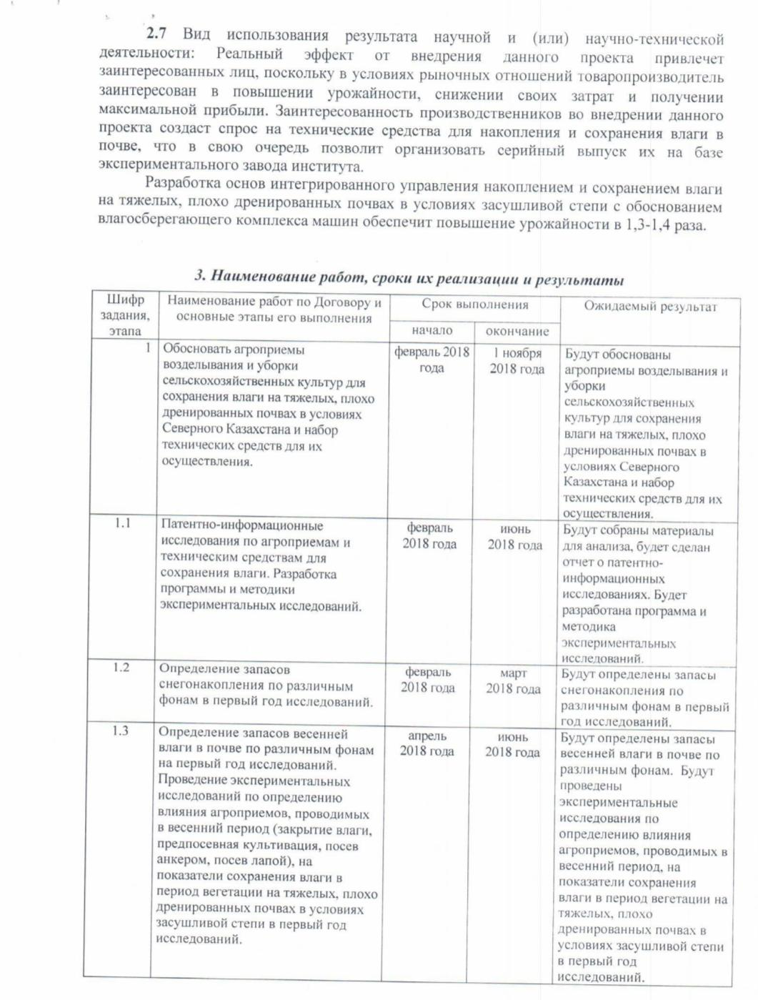 2.7 Вид использования результата научной и (или) научно-технической
деятельности: Реальный эффект от внедрения данного проекта привлечет
заинтересованных лиц, поскольку в условиях рыночных отношений товаропроизводитель
заинтересован в повышении урожайности, снижении своих затрат и получении
максимальной прибыли. Заинтересованность производственников во внедрении данного
проекта создаст спрос на технические средства для накопления и сохранения влаги в
почве, что в свою очередь позволит организовать серийный выпуск их на базе
экспериментального завода института.
Разработка основ интегрированного управления накоплением и сохранением влаги
на тяжелых, плохо дренированных почвах в условиях засушливой степи с обоснованием
влагосберегающего комплекса машин обеспечит повышение урожайности в 1,3-1,4 раза.
3. Наименование работ, сроки их реализации и результаты
Шифр
задания,
этапа
Наименование работ по Договору и
основные этапы его выполнения
Срок выполнения
Ожидаемый результат
начало
окончание
1
Обосновать агроприемы
возделывания и уборки
сельскохозяйственных культур для
сохранения влаги на тяжелых, плохо
дренированных почвах в условиях
Северного Казахстана и набор
технических средств для их
осуществления.
февраль 2018
года
1 ноября
2018 года
Будут обоснованы
агроприемы возделывания и
уборки
сельскохозяйственных
культур для сохранения
влаги на тяжелых, плохо
дренированных почвах в
условиях Северного
Казахстана и набор
технических средств для их
осуществления.
1.1
Патентно-информационные
исследования по агроприемам и
техническим средствам для
сохранения влаги. Разработка
программы и методики
экспериментальных исследований.
февраль
2018 года
июнь
2018 года
Будут собраны материалы
для анализа, будет сделан
отчет о патентно-
информационных
исследованиях. Будет
разработана программа и
методика
экспериментальных
исследований.
1.2
Определение запасов
снегонакопления по различным
фонам в первый год исследований.
февраль
2018 года
март
2018 года
Будут определены запасы
снегонакопления по
различным фонам в первый
год исследований.
1.3
Определение запасов весенней
влаги в почве по различным фонам
на первый год исследований.
Проведение экспериментальных
исследований по определению
влияния агроприемов, проводимых
в весенний период (закрытие влаги,
предпосевная культивация, посев
анкером, посев лапой), на
показатели сохранения влаги в
период вегетации на тяжелых, плохо
дренированных почвах в условиях
засушливой степи в первый год
исследований.
апрель
2018 года
июнь
2018 года
Будут определены запасы
весенней влаги в почве по
различным фонам. Будут
проведены
экспериментальные
исследования по
определению влияния
агроприемов, проводимых в
весенний период, на
показатели сохранения
влаги в период вегетации на
тяжелых, плохо
дренированных почвах в
условиях засушливой степи
в первый год
исследований.